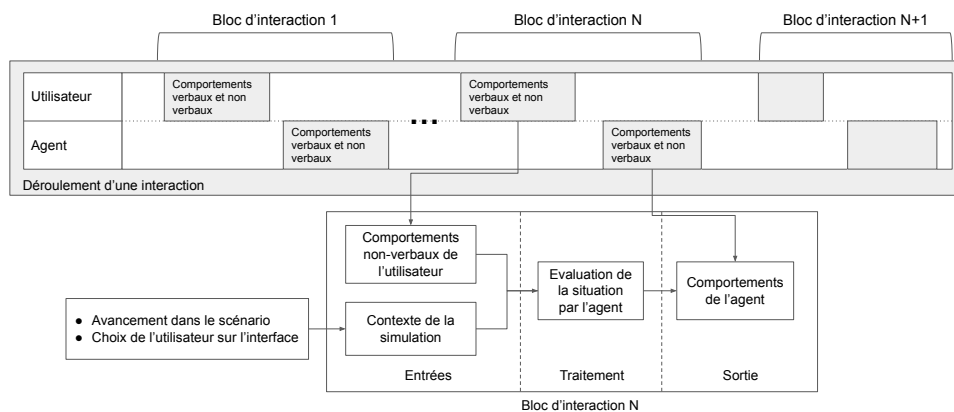 Bloc d'interaction 1
Bloc d'interaction N
Bloc d'interaction N+1
Utilisateur
Comportements
verbaux et non
verbaux
Comportements
verbaux et non
verbaux
...
Agent
Comportements
verbaux et non
verbaux
Comportements
verbaux et non
verbaux
Déroulement d'une interaction
Comportements
non-verbaux de
l'utilisateur
Evaluation de
la situation
par l'agent
Comportements
de l'agent
● Avancement dans le scénario
● Choix de l'utilisateur sur l'interface
Contexte de la
simulation
Entrées
Traitement
Sortie
Bloc d'interaction N